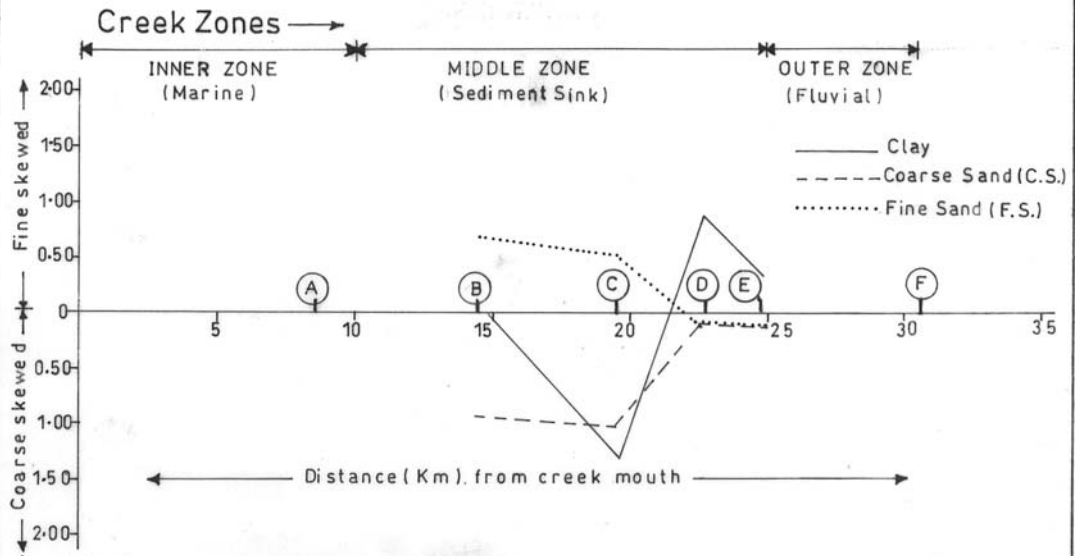 Creek Zones
INNER ZONE
(Marine)
MIDDLE ZONE
(Sediment Sink)
OUTER ZONE
(Fluvial)
2.00
1.50
1.00
0.50
0
0.50
1.00
1.50
2.00
Fine skewed
Coarse skewed
Clay
Coarse Sand (C.S.)
Fine Sand (F.S.)
A
B
C
D
E
F
5
10
15
20
25
30
35
Distance (Km). from creek mouth